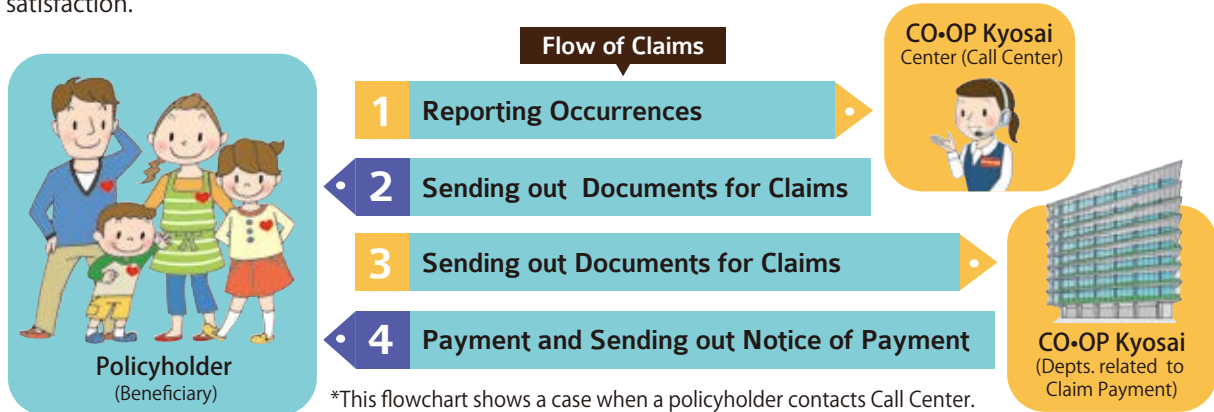 satisfaction.
Flow of Claims
CO•OP Kyosai
Center (Call Center)
1 Reporting Occurrences
2 Sending out Documents for Claims
3 Sending out Documents for Claims
4 Payment and Sending out Notice of Payment
Policyholder
(Beneficiary)
CO•OP Kyosai
(Depts. related to
Claim Payment)
*This flowchart shows a case when a policyholder contacts Call Center.